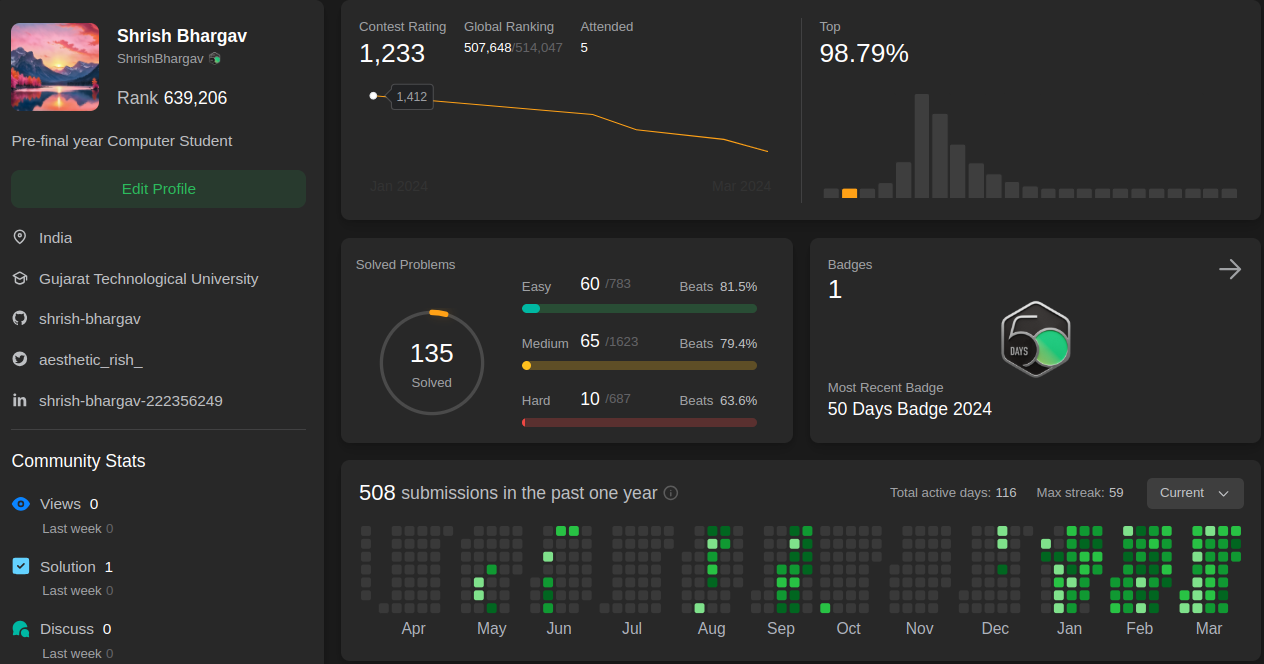 Shrish Bhargav
ShrishBhargav
Rank 639,206
Pre-final year Computer Student
Edit Profile
India
Gujarat Technological University
shrish-bhargav
aesthetic_rish_
shrish-bhargav-222356249
Community Stats
Views 0
Last week 0
Solution 1
Last week 0
Discuss 0
Last week 0
Contest Rating
1,233
Global Ranking
507,648/514,047
Attended
5
1,412
Jan 2024
Mar 2024
Top
98.79%
Solved Problems
135
Solved
Easy 60 /783 Beats 81.5%
Medium 65 /1623 Beats 79.4%
Hard 10 /687 Beats 63.6%
Badges
1
50
DAYS
Most Recent Badge
50 Days Badge 2024
508 submissions in the past one year
Total active days: 116
Max streak: 59
Current
Apr May Jun Jul Aug Sep Oct Nov Dec Jan Feb Mar